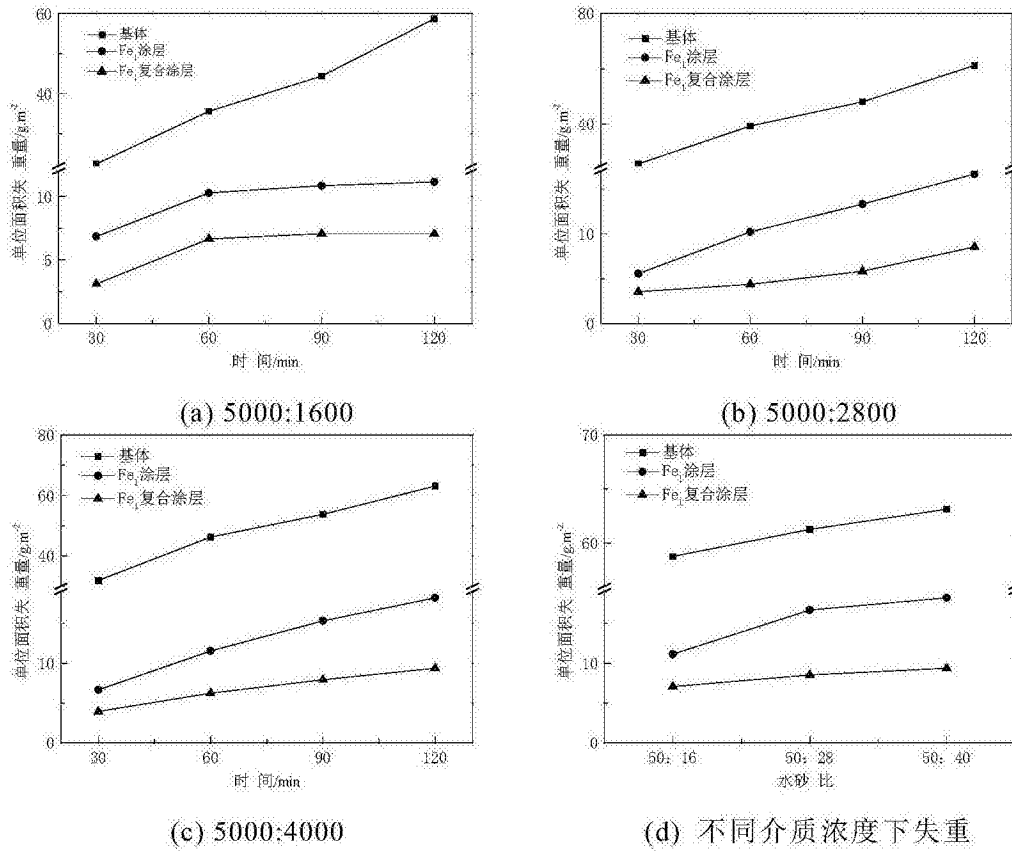 60
40
10
5
0
基体
Fe₁涂层
Fe₁复合涂层
单位面积失 重量/g.m⁻²
30 60 90 120
时 间/min
(a) 5000:1600
80
40
10
0
基体
Fe₁涂层
Fe₁复合涂层
单位面积失 重量/g.m⁻²
30 60 90 120
时 间/min
(b) 5000:2800
80
60
40
10
0
基体
Fe₁涂层
Fe₁复合涂层
单位面积失 重量/g.m⁻²
30 60 90 120
时 间/min
(c) 5000:4000
70
60
10
0
基体
Fe₁涂层
Fe₁复合涂层
单位面积失 重量/g.m⁻²
50: 16 50: 28 50: 40
水砂 比
(d) 不同介质浓度下失重